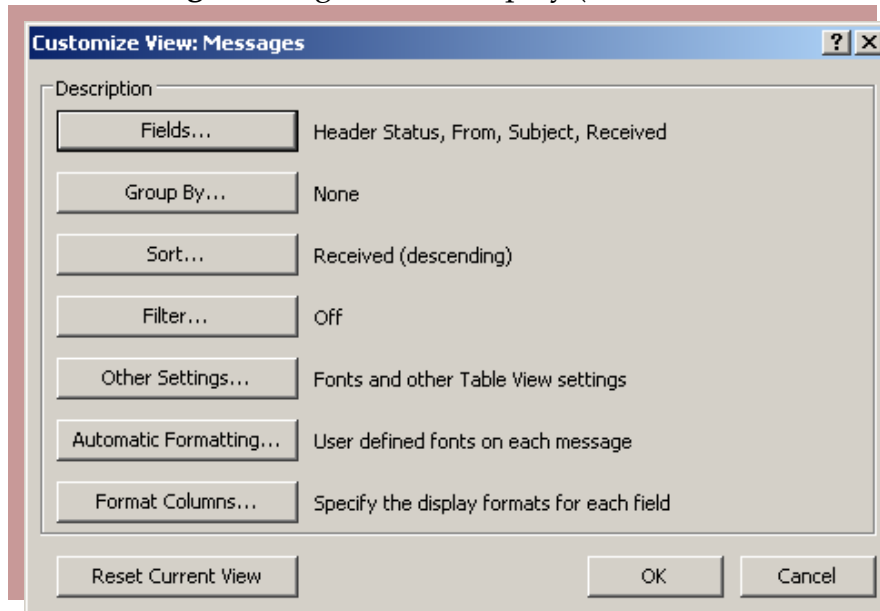 Customize View: Messages
Description
Fields... Header Status, From, Subject, Received
Group By... None
Sort... Received (descending)
Filter... Off
Other Settings... Fonts and other Table View settings
Automatic Formatting... User defined fonts on each message
Format Columns... Specify the display formats for each field
Reset Current View OK Cancel